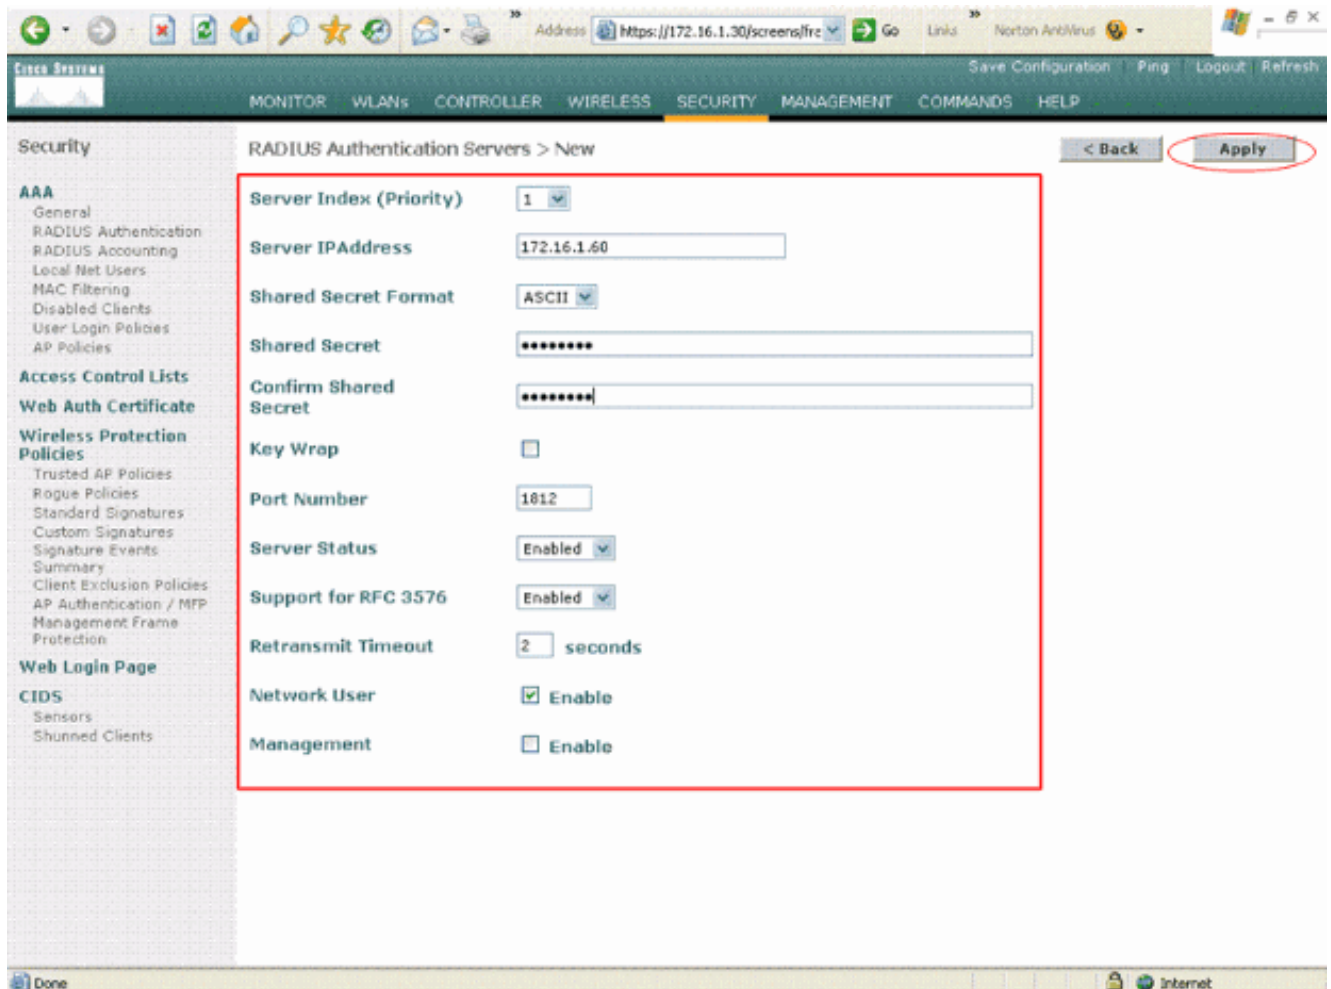 Address https://172.16.1.30/screens/frc Go Links Norton AntiVirus
CISCO SYSTEMS
Save Configuration Ping Logout Refresh
MONITOR WLANs CONTROLLER WIRELESS SECURITY MANAGEMENT COMMANDS HELP
Security
RADIUS Authentication Servers > New
< Back
Apply
AAA
General
RADIUS Authentication
RADIUS Accounting
Local Net Users
MAC Filtering
Disabled Clients
User Login Policies
AP Policies
Access Control Lists
Web Auth Certificate
Wireless Protection
Policies
Trusted AP Policies
Rogue Policies
Standard Signatures
Custom Signatures
Signature Events
Summary
Client Exclusion Policies
AP Authentication / MFP
Management Frame
Protection
Web Login Page
CIDS
Sensors
Shunned Clients
Server Index (Priority) 1
Server IPAddress 172.16.1.60
Shared Secret Format ASCII
Shared Secret ••••••••
Confirm Shared
Secret ••••••••
Key Wrap
Port Number 1812
Server Status Enabled
Support for RFC 3576 Enabled
Retransmit Timeout 2 seconds
Network User Enable
Management Enable
Done
Internet